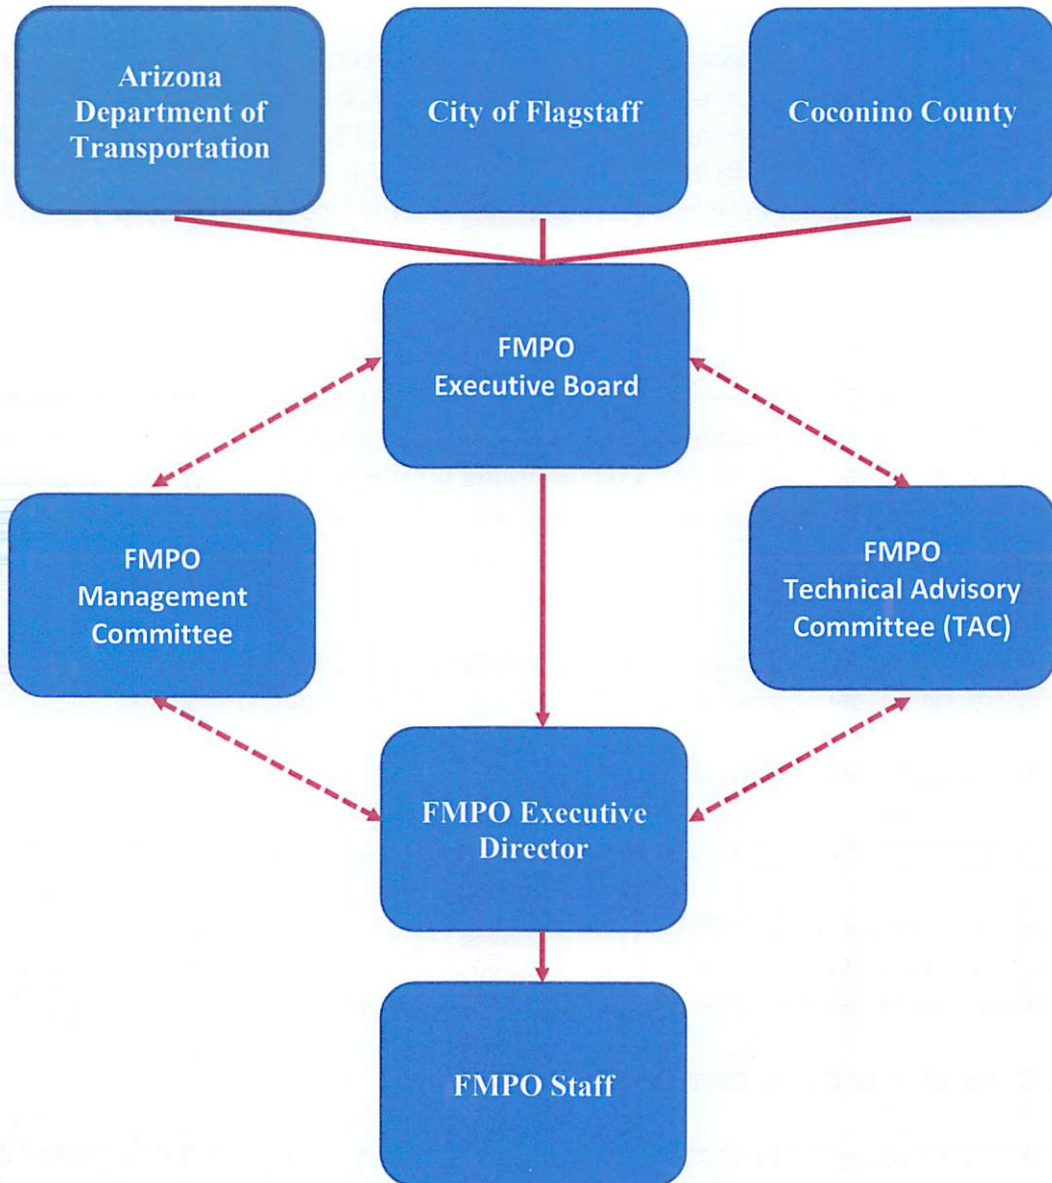 Arizona
Department of
Transportation
City of Flagstaff
Coconino County
FMPO
Executive Board
FMPO
Management
Committee
FMPO
Technical Advisory
Committee (TAC)
FMPO Executive
Director
FMPO Staff